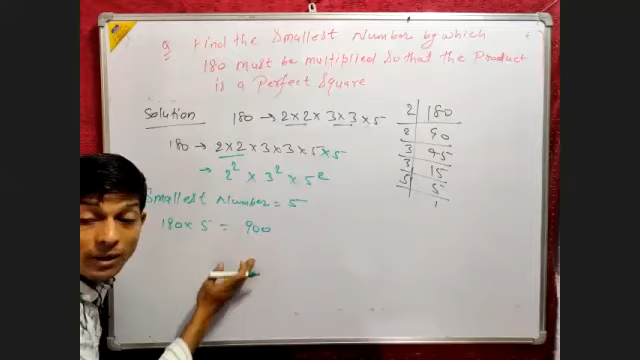 Q Find the Smallest Number by which
180 must be multiplied so that the Product
is a Perfect Square
Solution 180 → 2 × 2 × 3 × 3 × 5
180 → 2 × 2 × 3 × 3 × 5 × 5
→ 2² × 3² × 5²
Smallest Number = 5
180 × 5 = 900
2 | 180
2 | 90
3 | 45
3 | 15
5 | 5
1